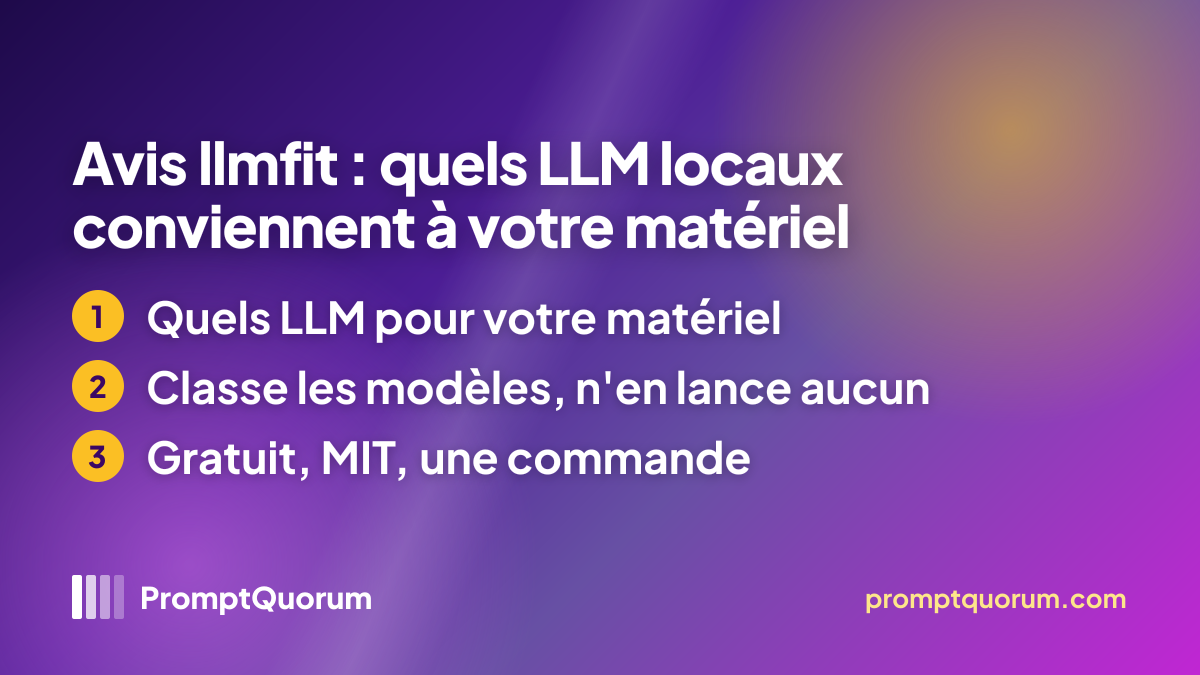 Avis llmfit : quels LLM locaux
conviennent à votre matériel
1 Quels LLM pour votre matériel
2 Classe les modèles, n'en lance aucun
3 Gratuit, MIT, une commande
PromptQuorum
promptquorum.com